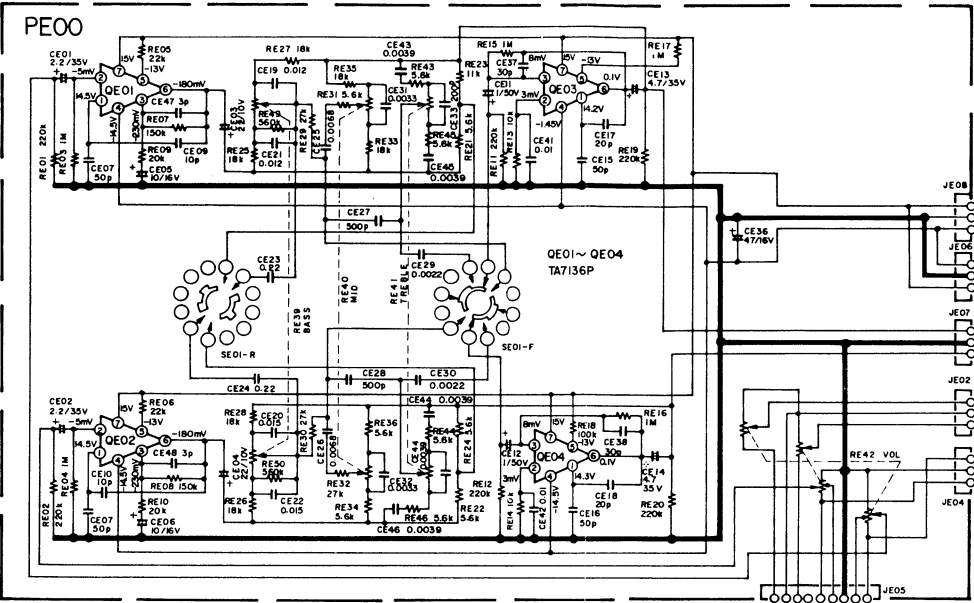 PE00
CE01
2.2/35V
-5mV
15V
RE05
22k
-13V
-180mV
QE01
14.5V
-14.5V
-230mV
CE47 3p
RE07
150k
RE09
20k
CE09
10p
CE05
10/16V
CE07
50p
RE01 220k
RE03 1M
CE03
22/10V
RE27 18k
CE19 0.012
RE49
560k
CE21
0.012
RE25
18k
RE29 27k
CE25
0.0068
RE35
18k
RE31 5.6k
CE31
0.0033
RE33
18k
CE43
0.0039
RE43
5.6k
RE45
5.6k
CE45
0.0039
CE33 200p
RE21 5.6k
RE23
11k
RE15 1M
CE37
30p
CE11
1/50V
8mV
3mV
15V
-13V
QE03
0.1V
14.2V
-1.45V
RE11 220k
RE13 10k
CE41
0.01
CE15
50p
CE17
20p
RE17
1M
CE13
4.7/35V
RE19
220k
CE27
500p
CE29
0.0022
QE01~QE04
TA7136P
CE36
47/16V
JE08
JE06
JE07
JE02
JE04
JE05
CE23
0.22
SE01-R
RE39
BASS
RE40
MID
RE41
TREBLE
SE01-F
CE24 0.22
CE28
500p
CE30
0.0022
CE02
2.2/35V
-5mV
15V
RE06
22k
-13V
-180mV
QE02
14.5V
-14.5V
-230mV
CE48 3p
RE08 150k
CE10
10p
RE10
20k
CE06
10/16V
CE07
50p
RE02
220k
RE04 1M
CE04
22/10V
RE28
18k
CE20
0.015
RE50
560k
CE22
0.015
RE26
18k
RE30 27k
CE26
0.0068
RE32
27k
RE36
5.6k
RE34
5.6k
CE32
0.0033
CE44
0.0039
RE44
5.6k
CE44
0.0039
RE46 5.6k
CE46 0.0039
RE24
5.6k
RE12
220k
RE22
5.6k
CE12
1/50V
8mV
3mV
15V
RE18
100k
-13V
QE04
0.1V
14.3V
-14.5V
RE14 10k
CE42 0.01
CE16
50p
CE18
20p
CE38
30p
RE16
1M
CE14
4.7
35V
RE20
220k
RE42 VOL